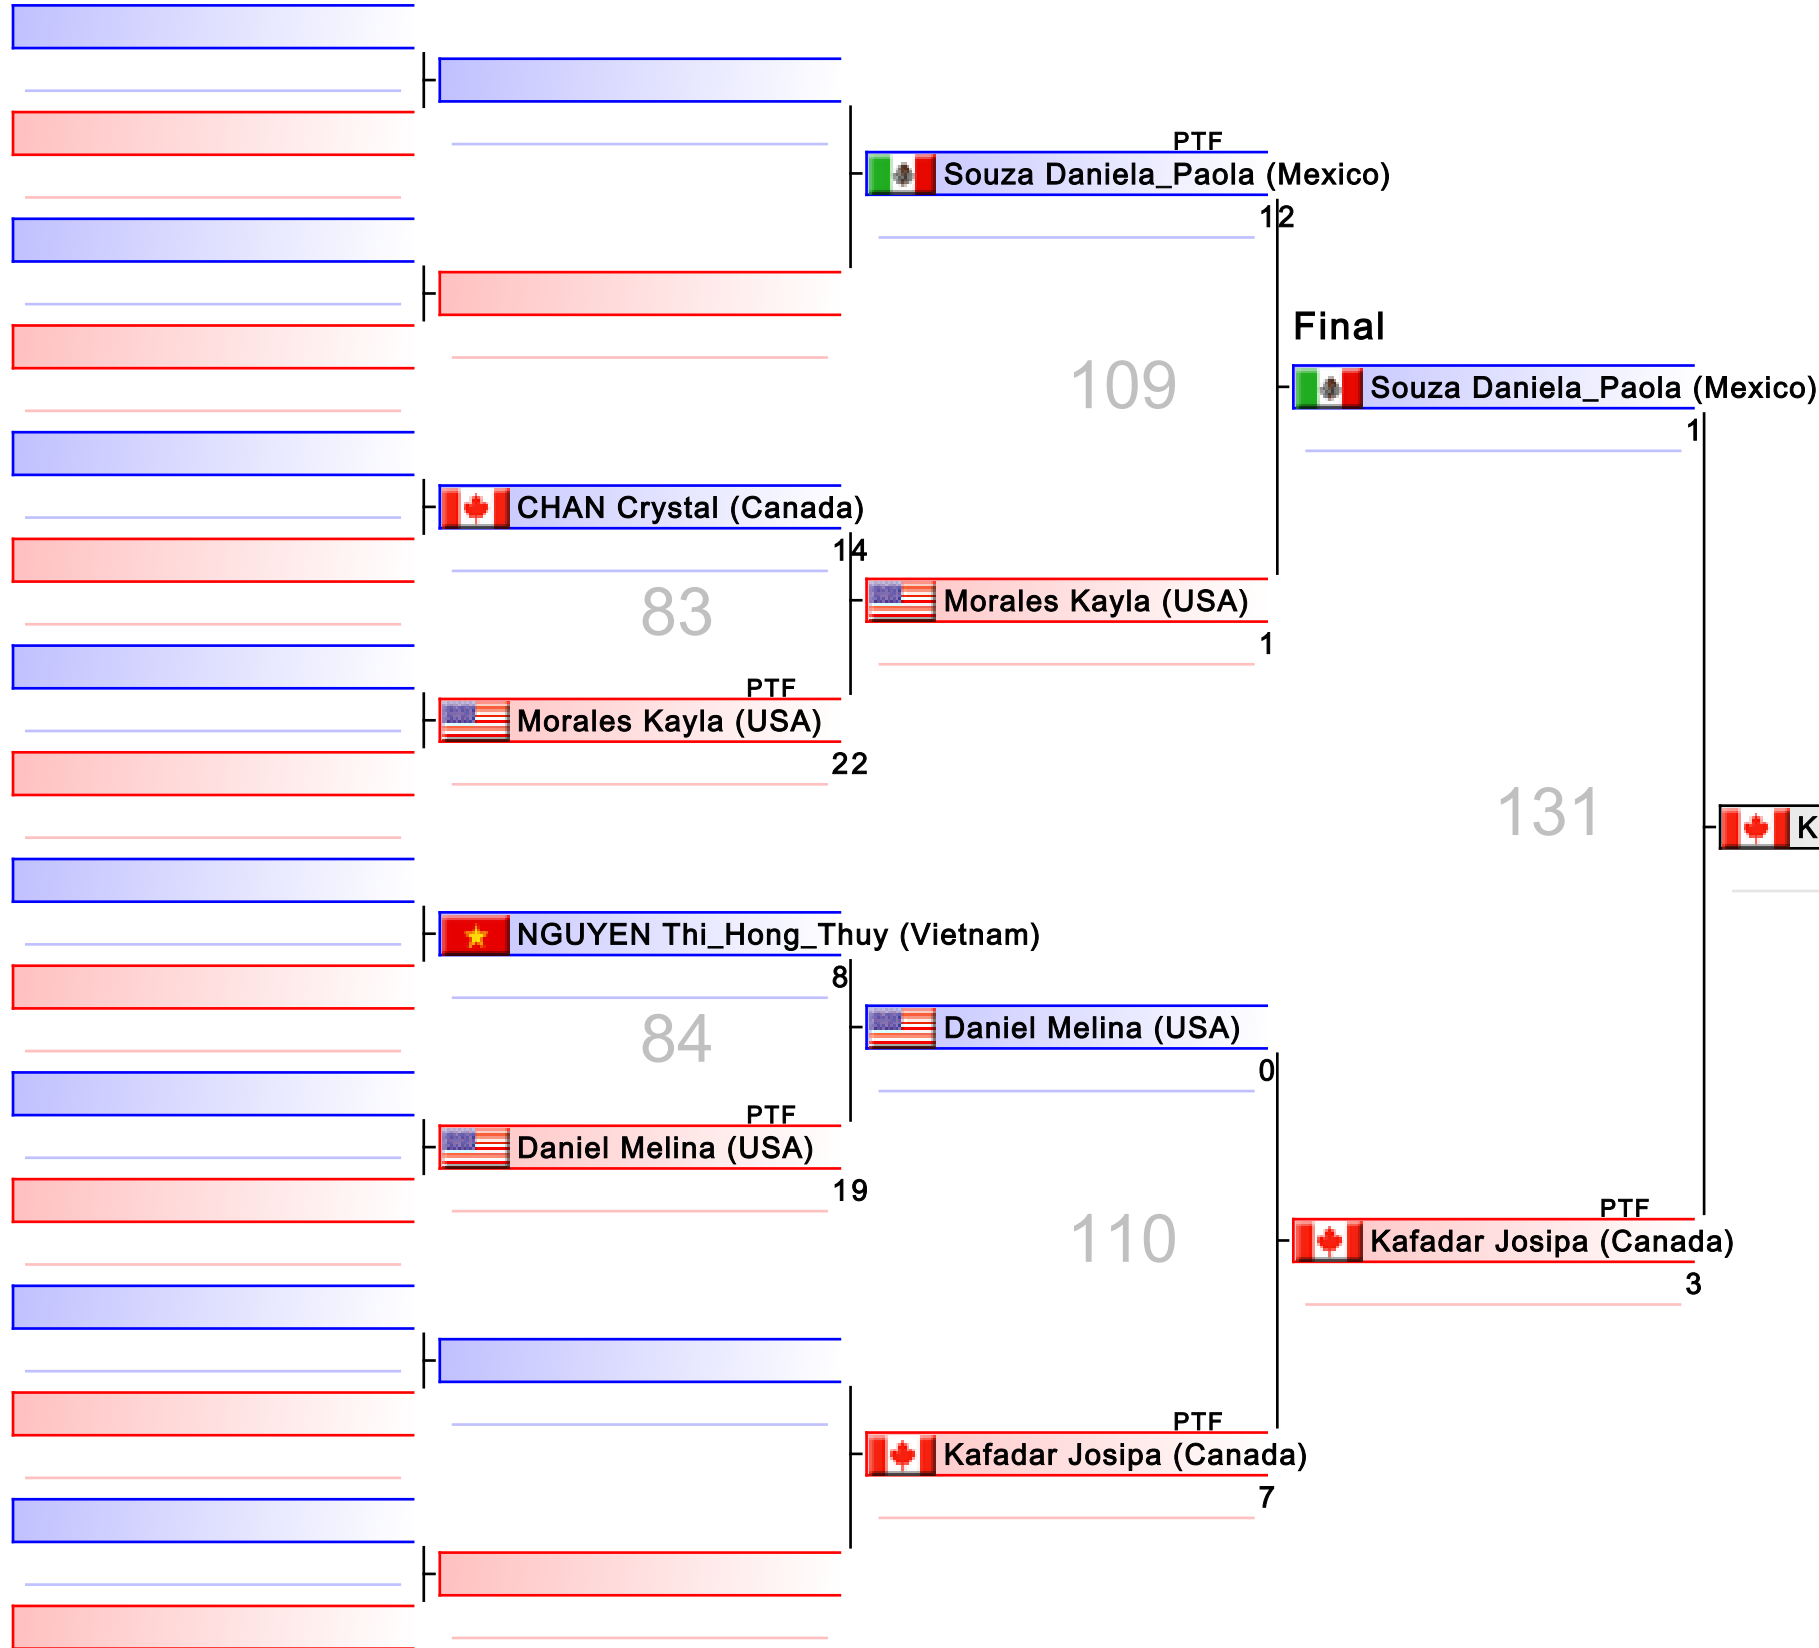 PTF
Souza Daniela_Paola (Mexico)
12
Final
109
Souza Daniela_Paola (Mexico)
1
CHAN Crystal (Canada)
14
83
Morales Kayla (USA)
1
PTF
Morales Kayla (USA)
22
131
K
NGUYEN Thi_Hong_Thuy (Vietnam)
8
84
Daniel Melina (USA)
0
PTF
Daniel Melina (USA)
19
110
PTF
Kafadar Josipa (Canada)
3
PTF
Kafadar Josipa (Canada)
7